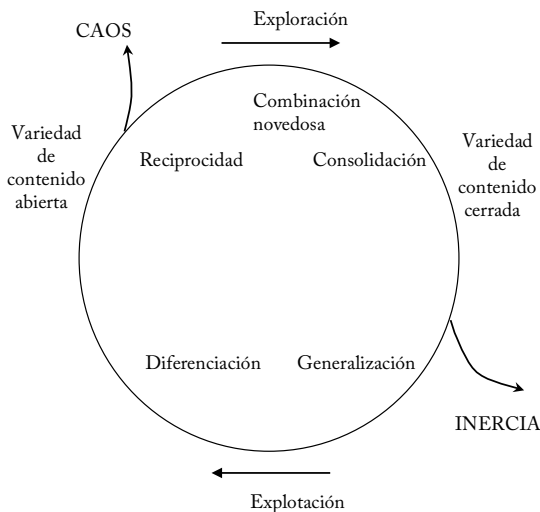 Exploración
CAOS
Combinación
novedosa
Variedad
de
contenido
abierta
Reciprocidad
Consolidación
Variedad
de
contenido
cerrada
Diferenciación
Generalización
INERCIA
Explotación